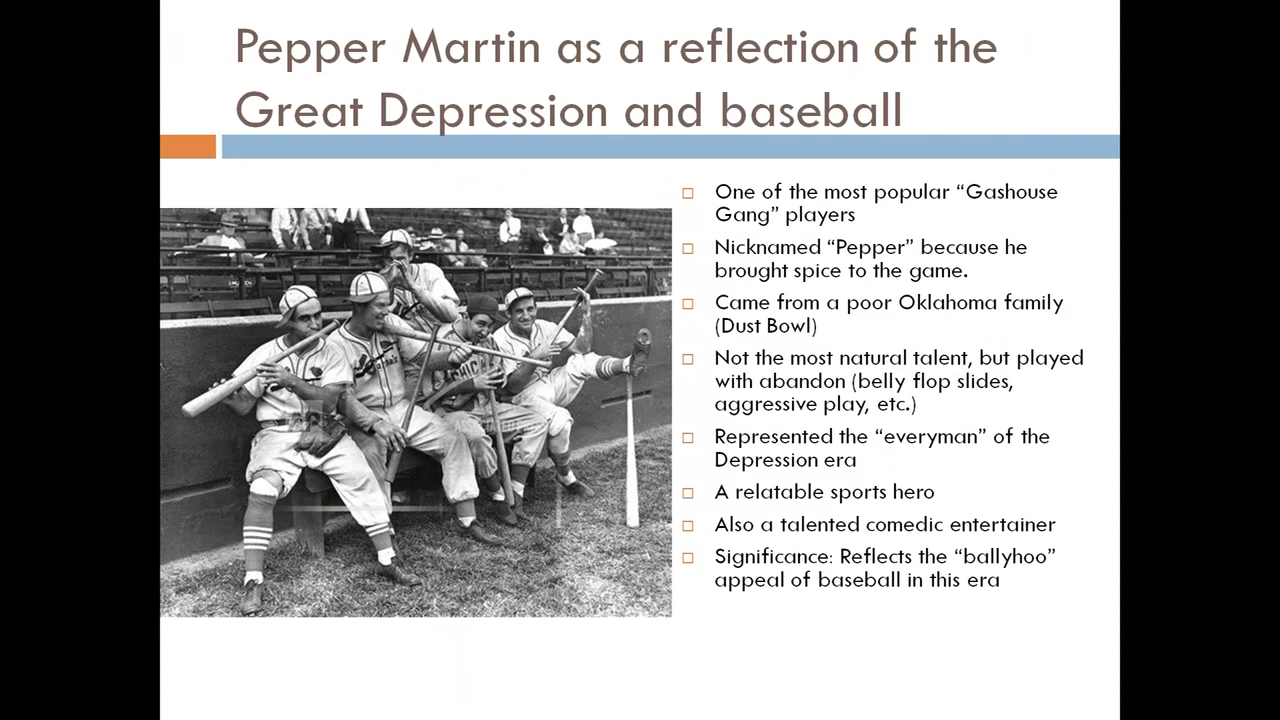 Pepper Martin as a reflection of the
Great Depression and baseball
One of the most popular “Gashouse
Gang” players
Nicknamed “Pepper” because he
brought spice to the game.
Came from a poor Oklahoma family
(Dust Bowl)
Not the most natural talent, but played
with abandon (belly flop slides,
aggressive play, etc.)
Represented the “everyman” of the
Depression era
A relatable sports hero
Also a talented comedic entertainer
Significance: Reflects the “ballyhoo”
appeal of baseball in this era